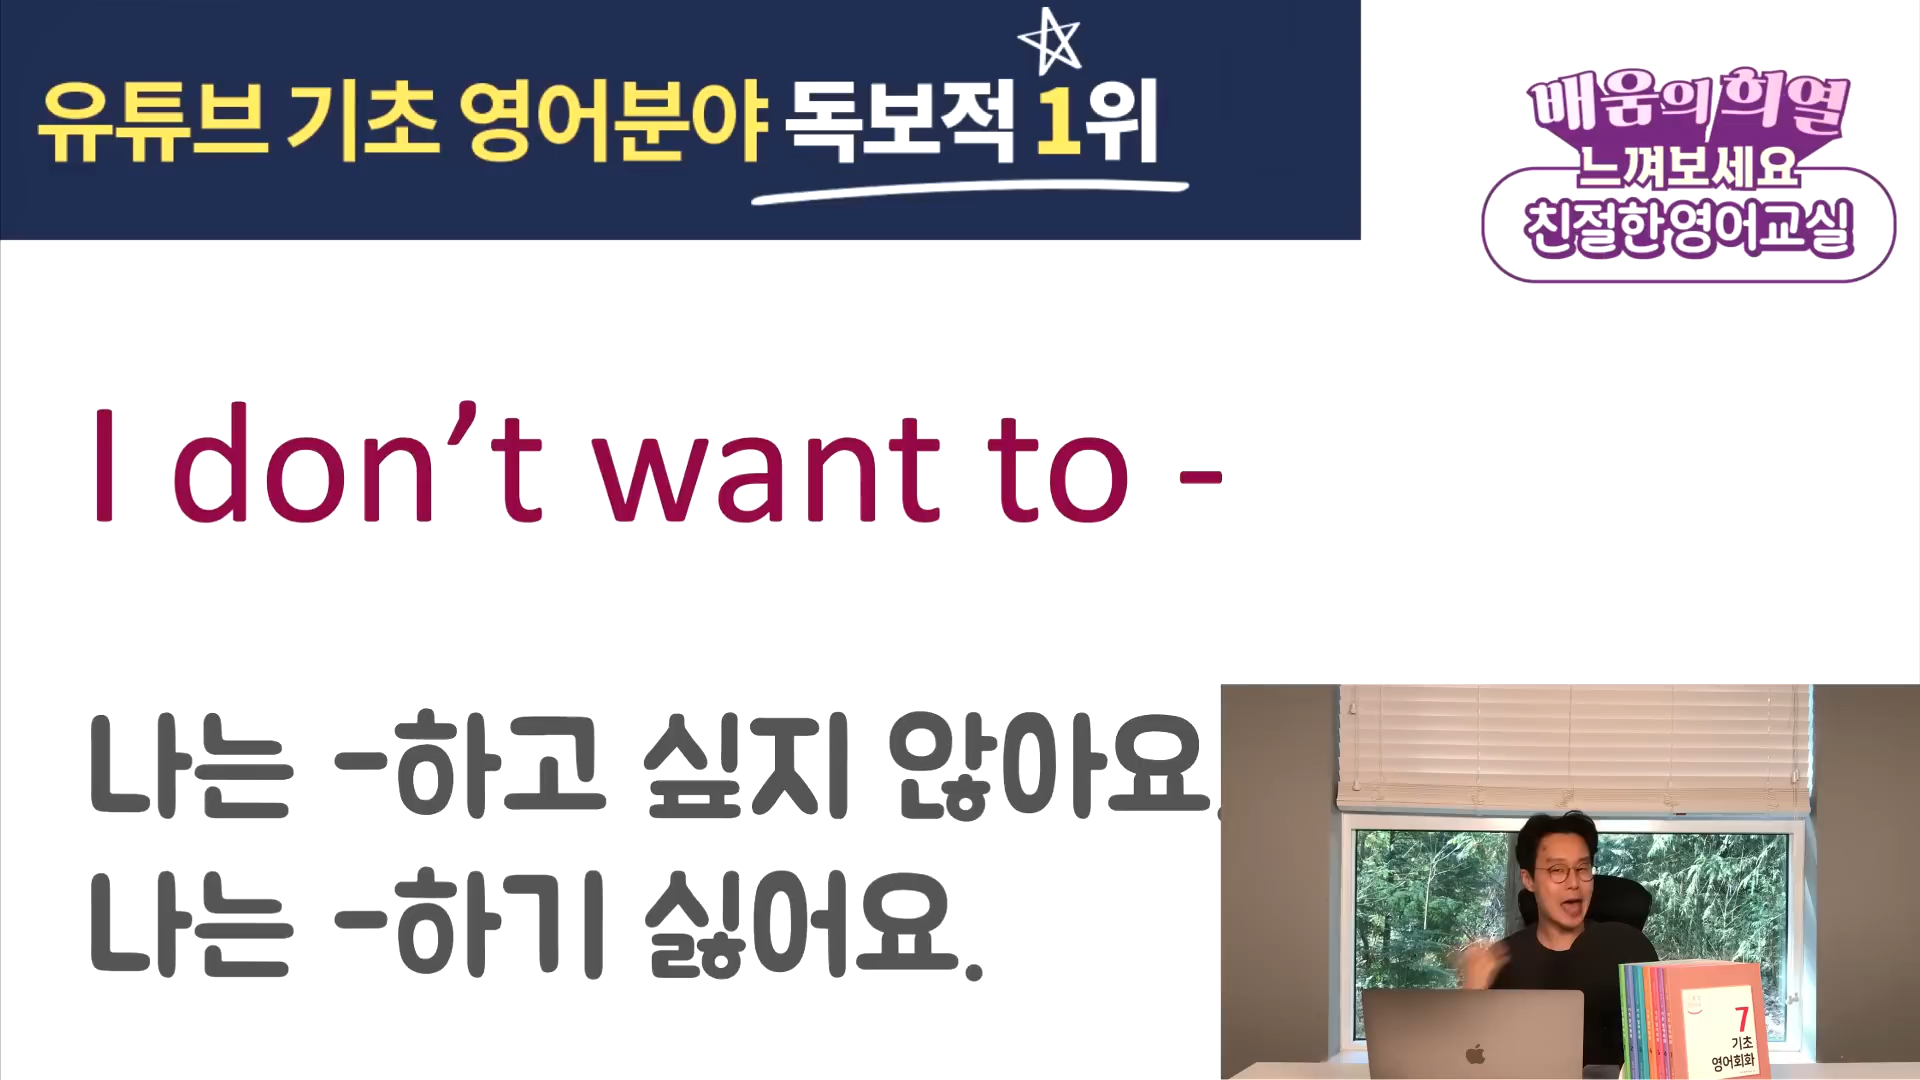 유튜브 기초 영어분야 독보적 1위
배움의 희열
느껴보세요
친절한영어교실
I don’t want to -
나는 -하고 싶지 않아요.
나는 -하기 싫어요.
7
기초
영어회화